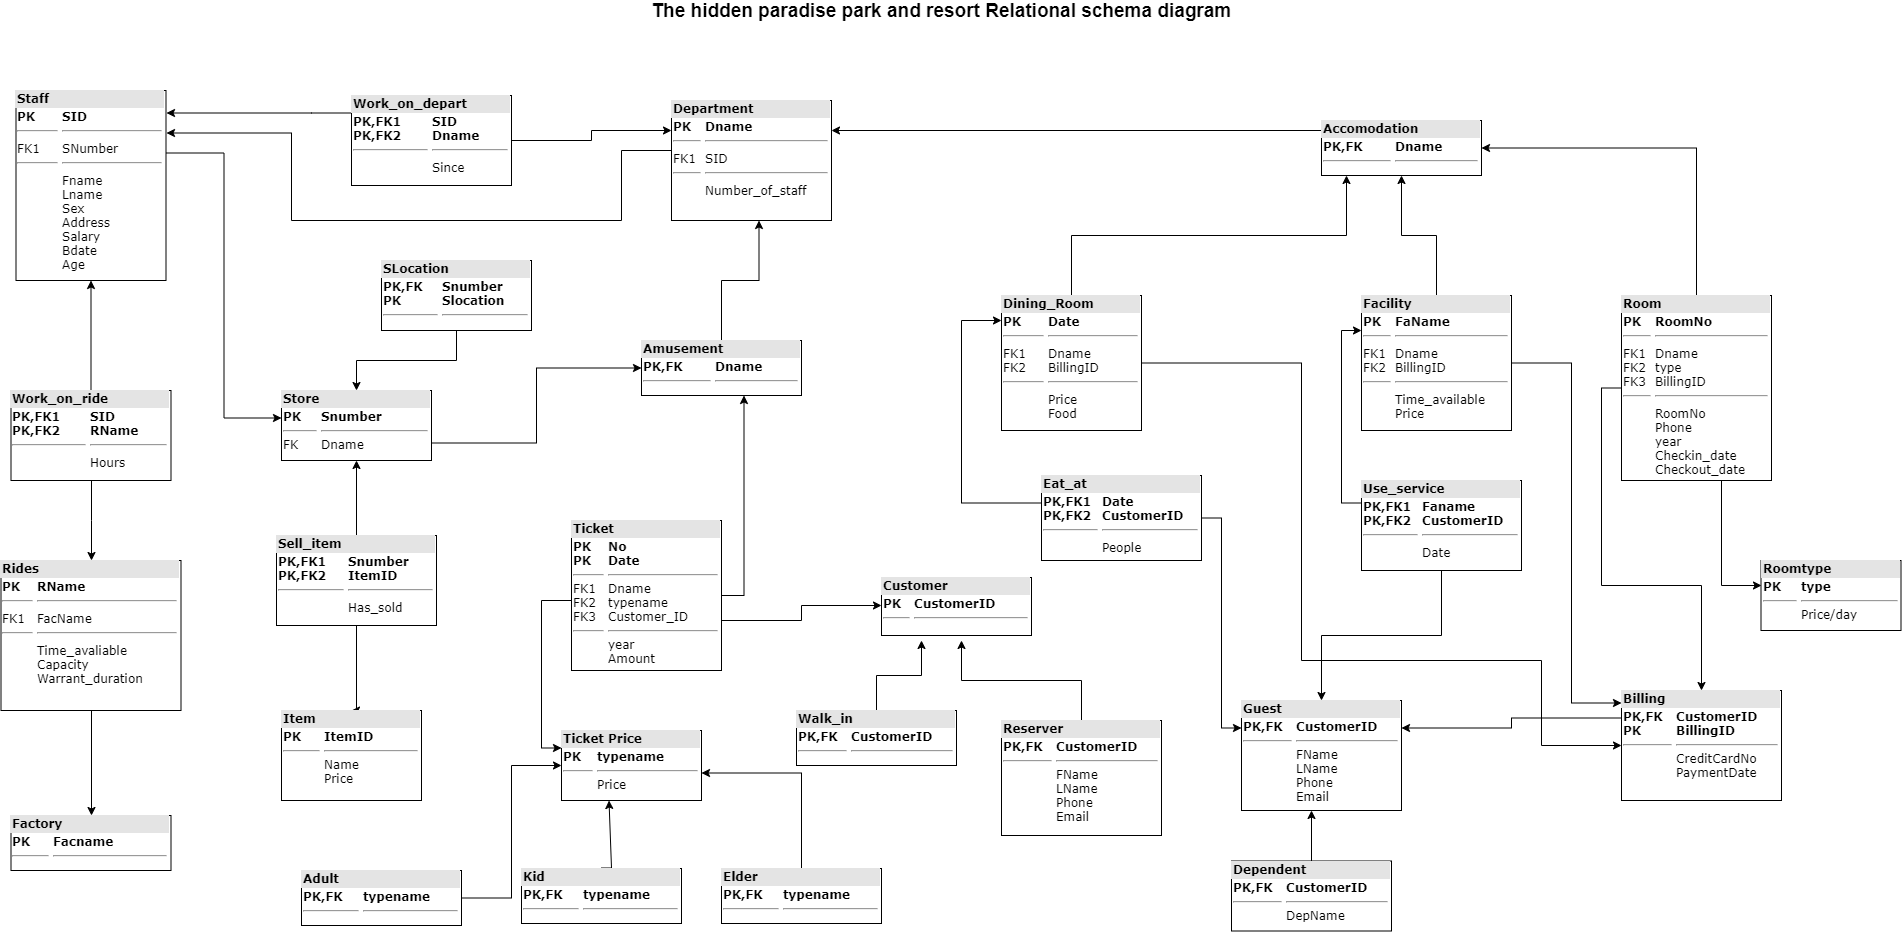 The hidden paradise park and resort Relational schema diagram
Staff
PK SID
FK1 SNumber
Fname
Lname
Sex
Address
Salary
Bdate
Age
Work_on_depart
PK,FK1 SID
PK,FK2 Dname
Since
Department
PK Dname
FK1 SID
Number_of_staff
Accomodation
PK,FK Dname
SLocation
PK,FK Snumber
PK Slocation
Amusement
PK,FK Dname
Dining_Room
PK Date
FK1 Dname
FK2 BillingID
Price
Food
Facility
PK FaName
FK1 Dname
FK2 BillingID
Time_available
Price
Room
PK RoomNo
FK1 Dname
FK2 type
FK3 BillingID
RoomNo
Phone
year
Checkin_date
Checkout_date
Work_on_ride
PK,FK1 SID
PK,FK2 RName
Hours
Store
PK Snumber
FK Dname
Eat_at
PK,FK1 Date
PK,FK2 CustomerID
People
Use_service
PK,FK1 Faname
PK,FK2 CustomerID
Date
Sell_item
PK,FK1 Snumber
PK,FK2 ItemID
Has_sold
Ticket
PK No
PK Date
FK1 Dname
FK2 typename
FK3 Customer_ID
year
Amount
Customer
PK CustomerID
Rides
PK RName
FK1 FacName
Time_avaliable
Capacity
Warrant_duration
Roomtype
PK type
Price/day
Item
PK ItemID
Name
Price
Ticket Price
PK typename
Price
Walk_in
PK,FK CustomerID
Reserver
PK,FK CustomerID
FName
LName
Phone
Email
Guest
PK,FK CustomerID
FName
LName
Phone
Email
Billing
PK,FK CustomerID
PK BillingID
CreditCardNo
PaymentDate
Factory
PK Facname
Adult
PK,FK typename
Kid
PK,FK typename
Elder
PK,FK typename
Dependent
PK,FK CustomerID
DepName